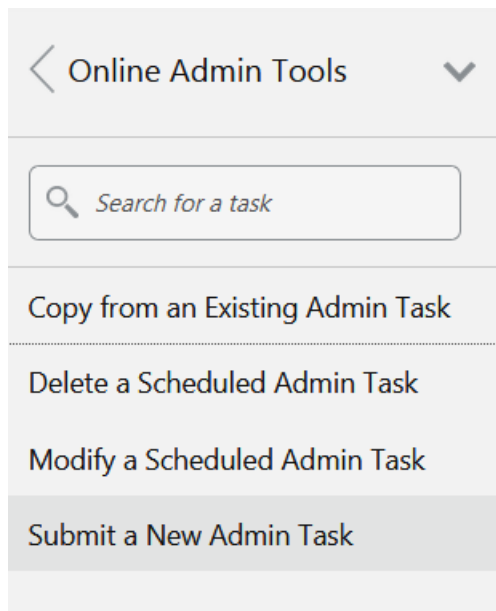 Online Admin Tools
Search for a task
Copy from an Existing Admin Task
Delete a Scheduled Admin Task
Modify a Scheduled Admin Task
Submit a New Admin Task